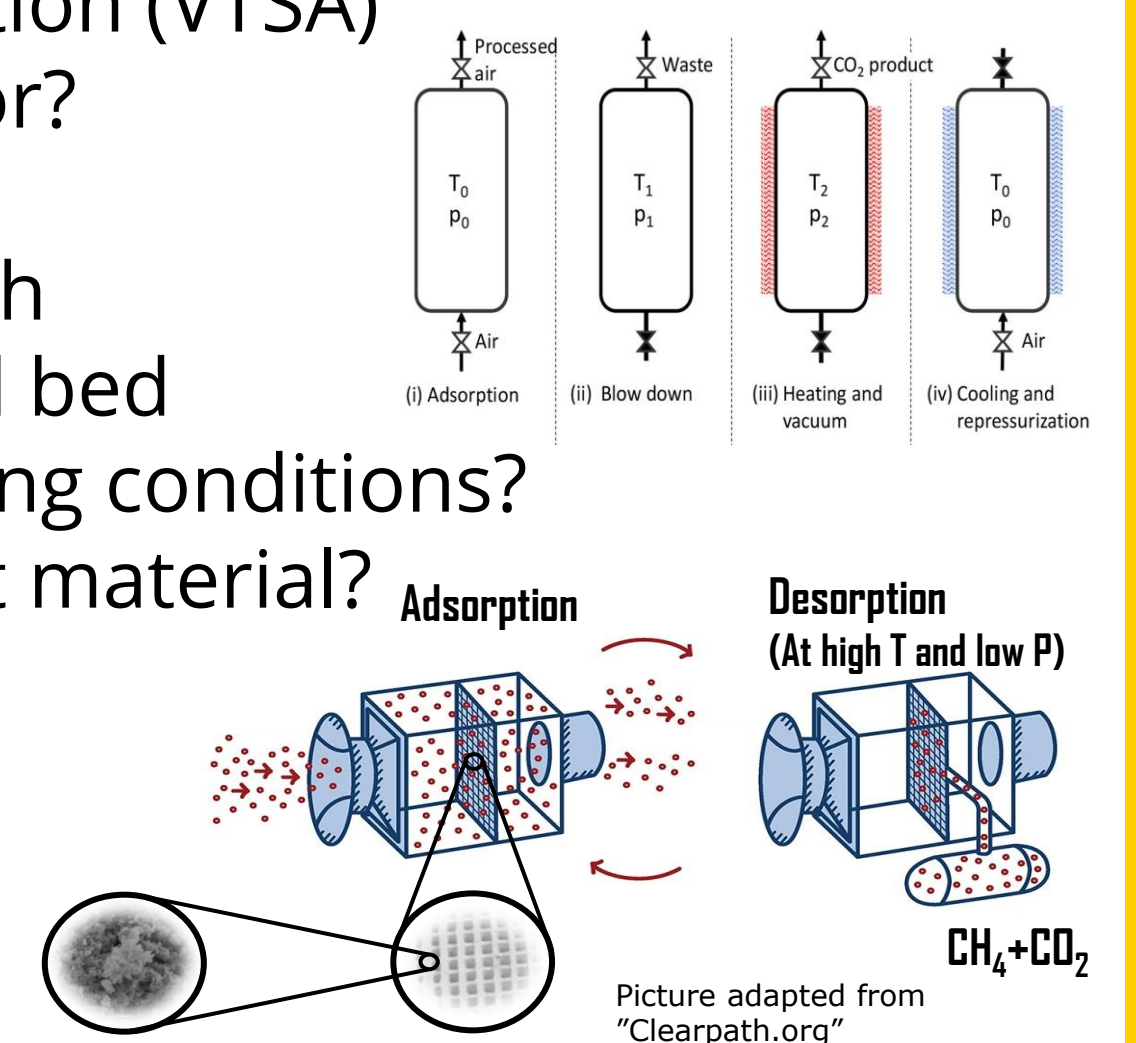 tion (VTSA)
or?
h
l bed
ng conditions?
t material?
Processed
air
Waste
CO₂ product
T₀
p₀
T₁
p₁
T₂
p₂
T₀
p₀
Air
Air
(i) Adsorption
(ii) Blow down
(iii) Heating and
vacuum
(iv) Cooling and
repressurization
Adsorption
Desorption
(At high T and low P)
CH₄+CO₂
Picture adapted from
”Clearpath.org”